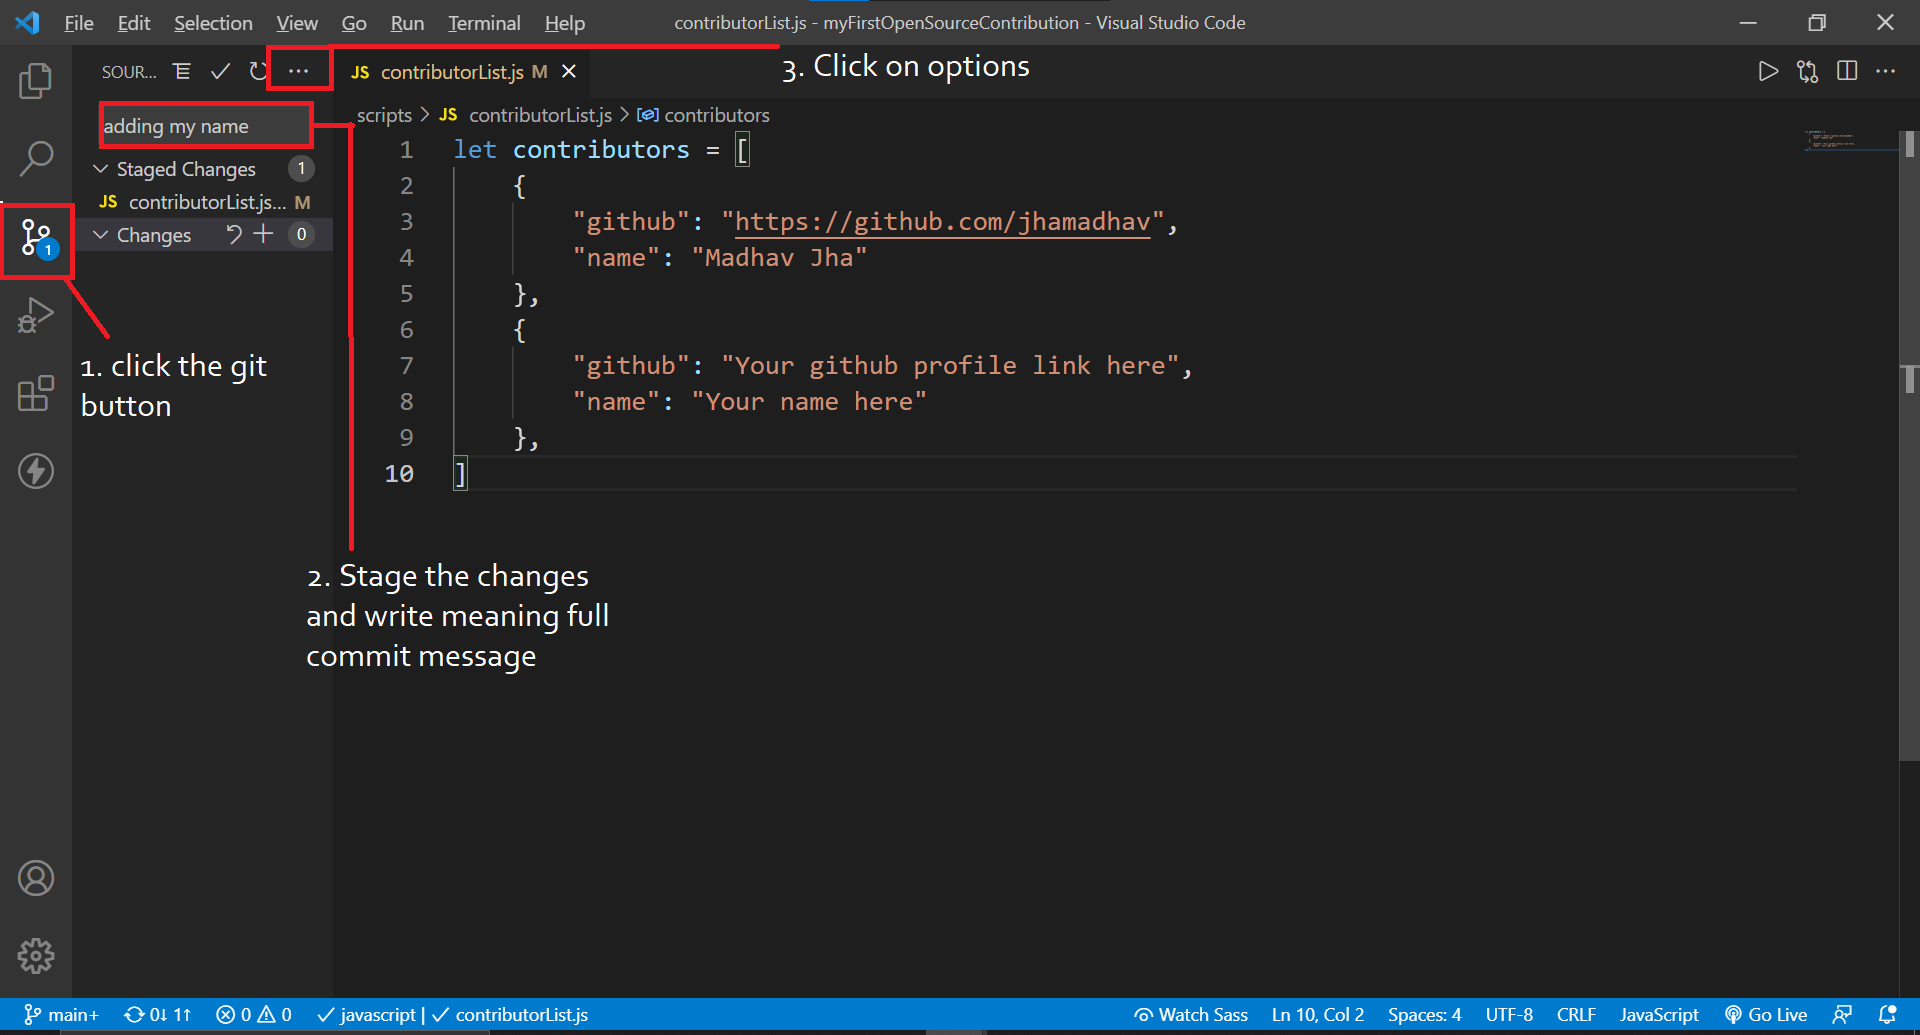 File Edit Selection View Go Run Terminal Help contributorList.js - myFirstOpenSourceContribution - Visual Studio Code
SOUR... JS contributorList.js M
3. Click on options
adding my name
scripts > JS contributorList.js > contributors
Staged Changes 1
JS contributorList.js... M
Changes 0
1
1 let contributors = [
2 {
3 "github": "https://github.com/jhamadhav",
4 "name": "Madhav Jha"
5 },
6 {
7 "github": "Your github profile link here",
8 "name": "Your name here"
9 },
10 ]
1. click the git
button
2. Stage the changes
and write meaning full
commit message
main+ 0↓ 1↑ 0 0 ✓ javascript | ✓ contributorList.js Watch Sass Ln 10, Col 2 Spaces: 4 UTF-8 CRLF JavaScript Go Live